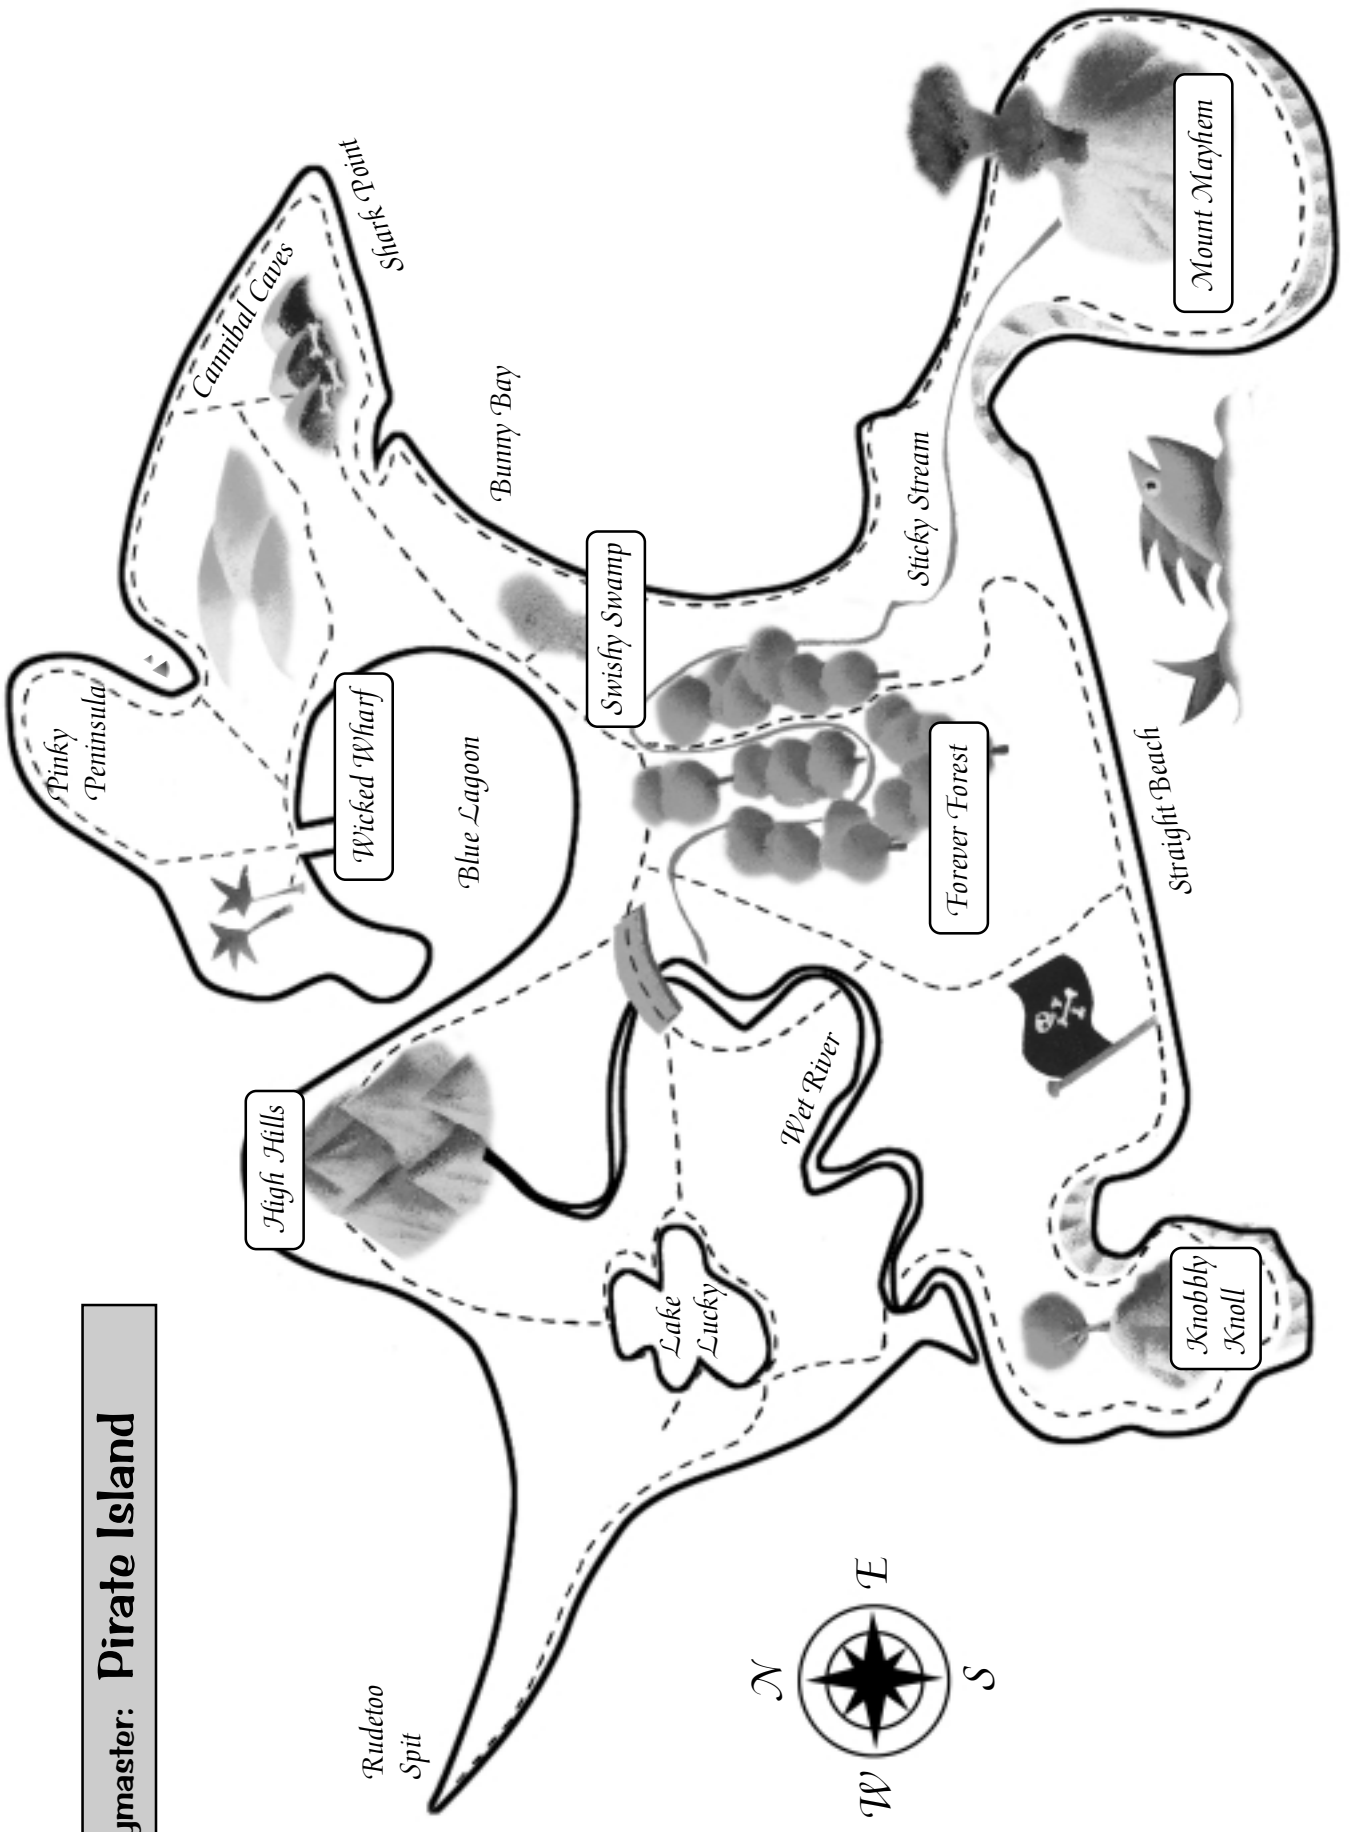 ymaster: Pirate Island
Rudetoo
Spit
High Hills
Pinky
Peninsula
Cannibal Caves
Shark Point
Wicked Wharf
Blue Lagoon
Bunny Bay
Swishy Swamp
Lake
Lucky
Wet River
Forever Forest
Sticky Stream
Mount Mayhem
Straight Beach
Knobbly
Knoll
N
W
E
S